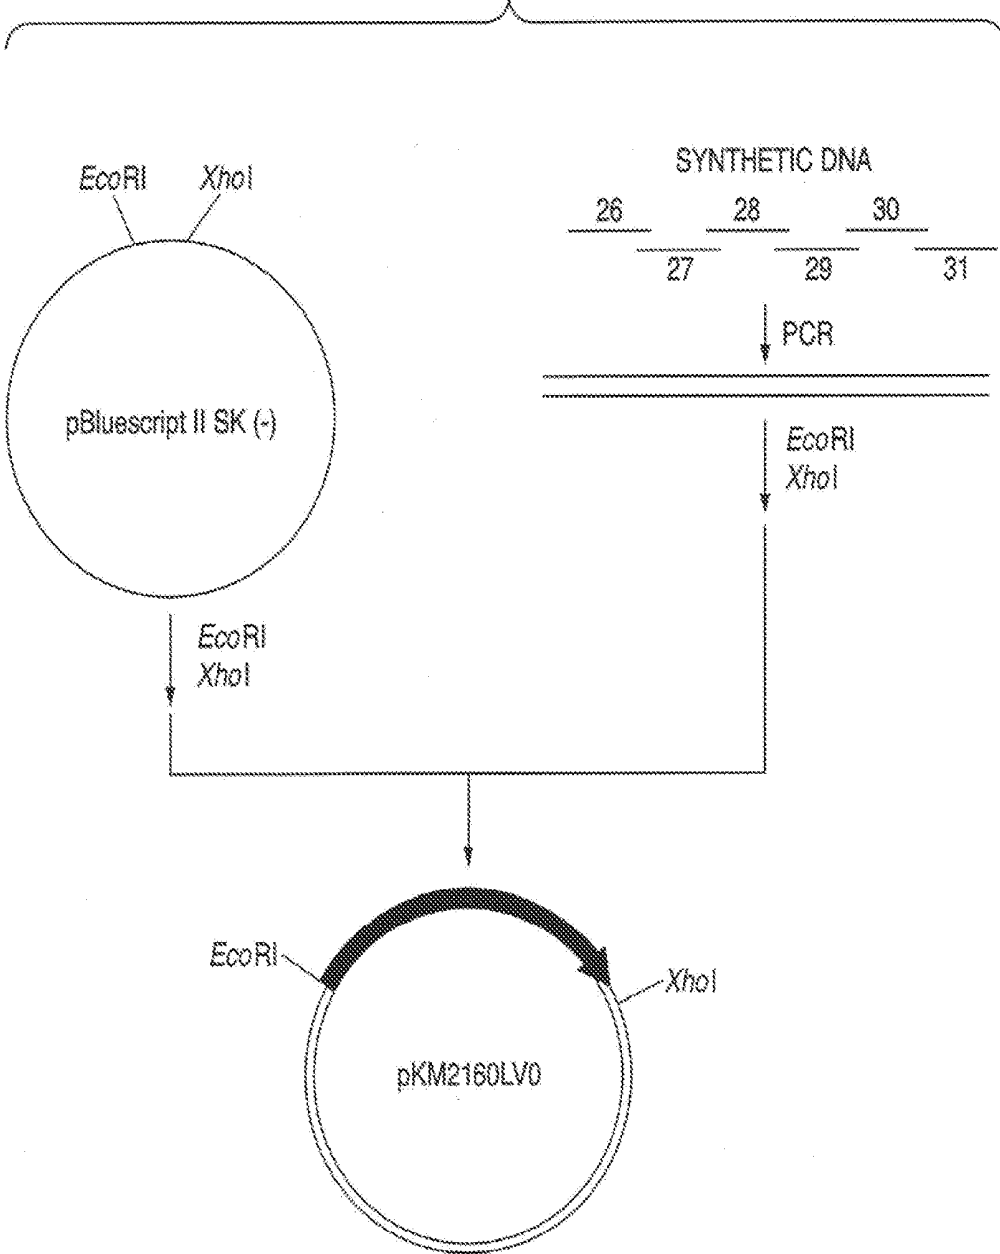 EcoRI XhoI
pBluescript II SK (-)
EcoRI
XhoI
SYNTHETIC DNA
26 28 30
27 29 31
PCR
EcoRI
XhoI
EcoRI
XhoI
pKM2160LV0